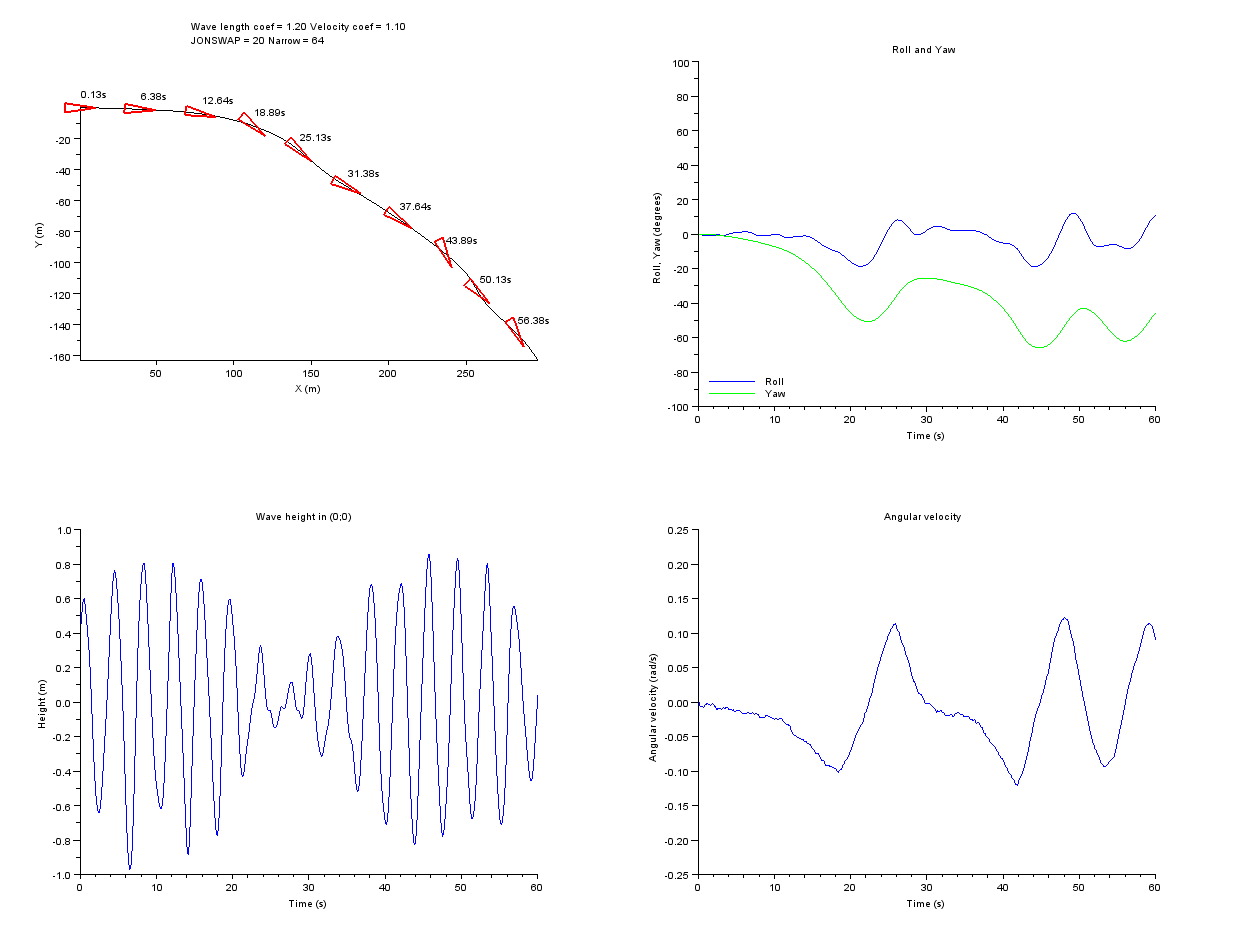 Wave length coef = 1.20 Velocity coef = 1.10
JONSWAP = 20 Narrow = 64
0.13s
6.38s
12.64s
18.89s
25.13s
31.38s
37.64s
43.89s
50.13s
56.38s
-20
-40
-60
-80
-100
-120
-140
-160
Y (m)
50
100
150
200
250
X (m)
Roll and Yaw
100
80
60
40
20
0
-20
-40
-60
-80
-100
Roll, Yaw (degrees)
Roll
Yaw
0
10
20
30
40
50
60
Time (s)
Wave height in (0;0)
1.0
0.8
0.6
0.4
0.2
0.0
-0.2
-0.4
-0.6
-0.8
-1.0
Height (m)
0
10
20
30
40
50
60
Time (s)
Angular velocity
0.25
0.20
0.15
0.10
0.05
0.00
-0.05
-0.10
-0.15
-0.20
-0.25
Angular velocity (rad/s)
0
10
20
30
40
50
60
Time (s)